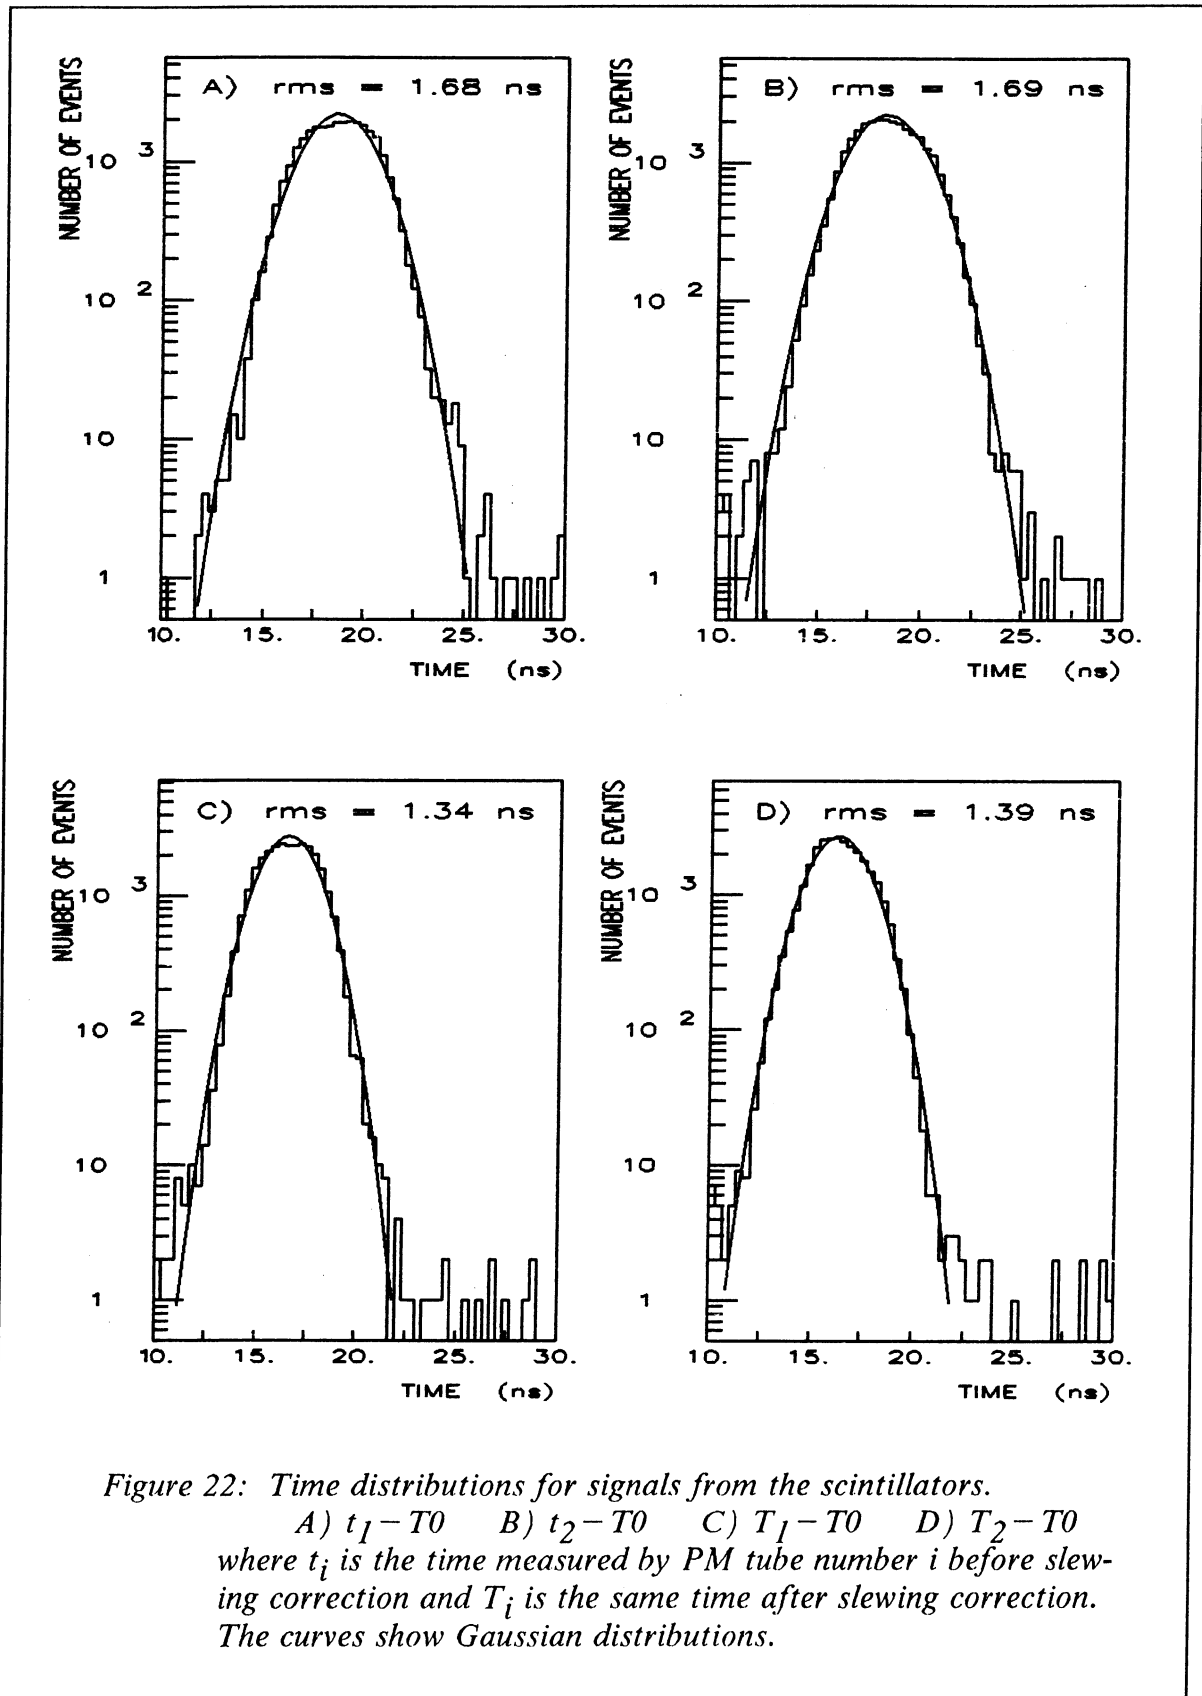 A) rms = 1.68 ns
NUMBER OF EVENTS
10 3
10 2
10
1
10. 15. 20. 25. 30.
TIME (ns)
B) rms = 1.69 ns
NUMBER OF EVENTS
10 3
10 2
10
1
10. 15. 20. 25. 30.
TIME (ns)
C) rms = 1.34 ns
NUMBER OF EVENTS
10 3
10 2
10
1
10. 15. 20. 25. 30.
TIME (ns)
D) rms = 1.39 ns
NUMBER OF EVENTS
10 3
10 2
10
1
10. 15. 20. 25. 30.
TIME (ns)
Figure 22: Time distributions for signals from the scintillators.
A) t1 − T0 B) t2 − T0 C) T1 − T0 D) T2 − T0
where ti is the time measured by PM tube number i before slew-
ing correction and Ti is the same time after slewing correction.
The curves show Gaussian distributions.